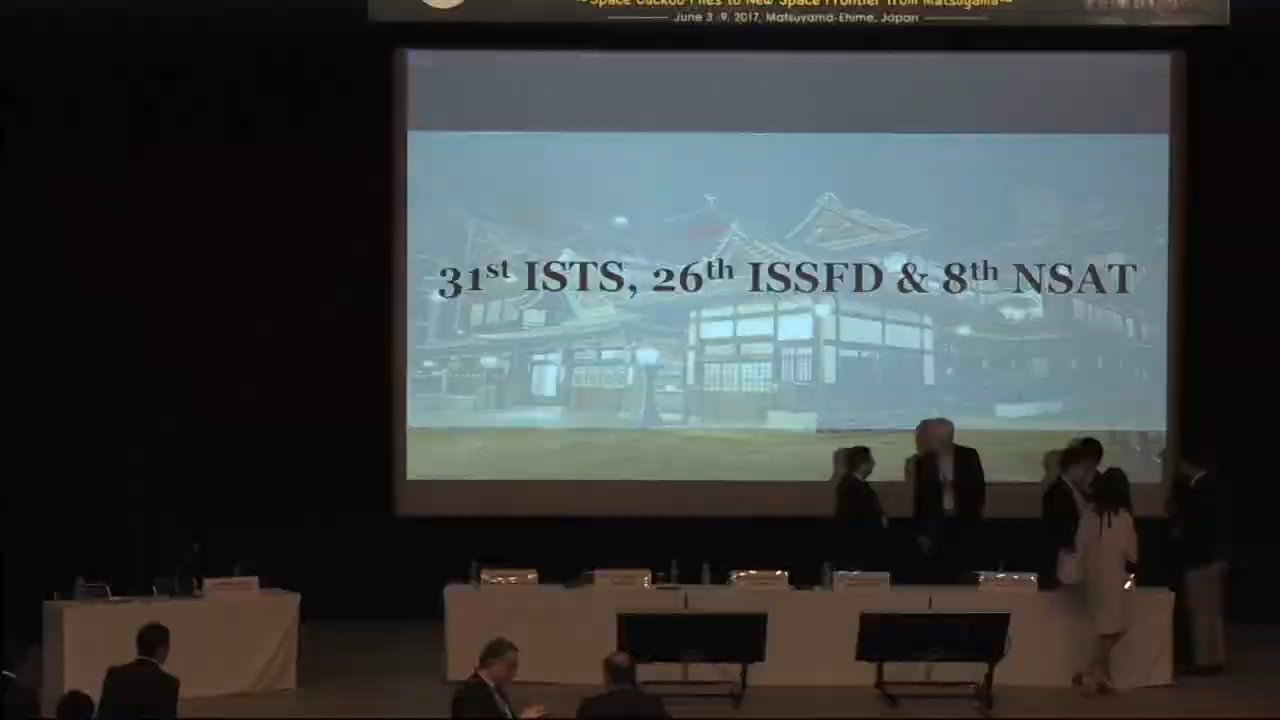 ~Space Cuckoo Flies to New Space Frontier from Matsuyama~
June 3 -9, 2017, Matsuyama-Ehime, Japan
31st ISTS, 26th ISSFD & 8th NSAT